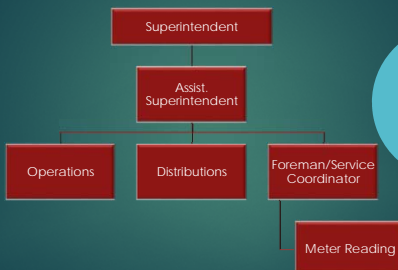 Superintendent
Assist.
Superintendent
Operations
Distributions
Foreman/Service
Coordinator
Meter Reading